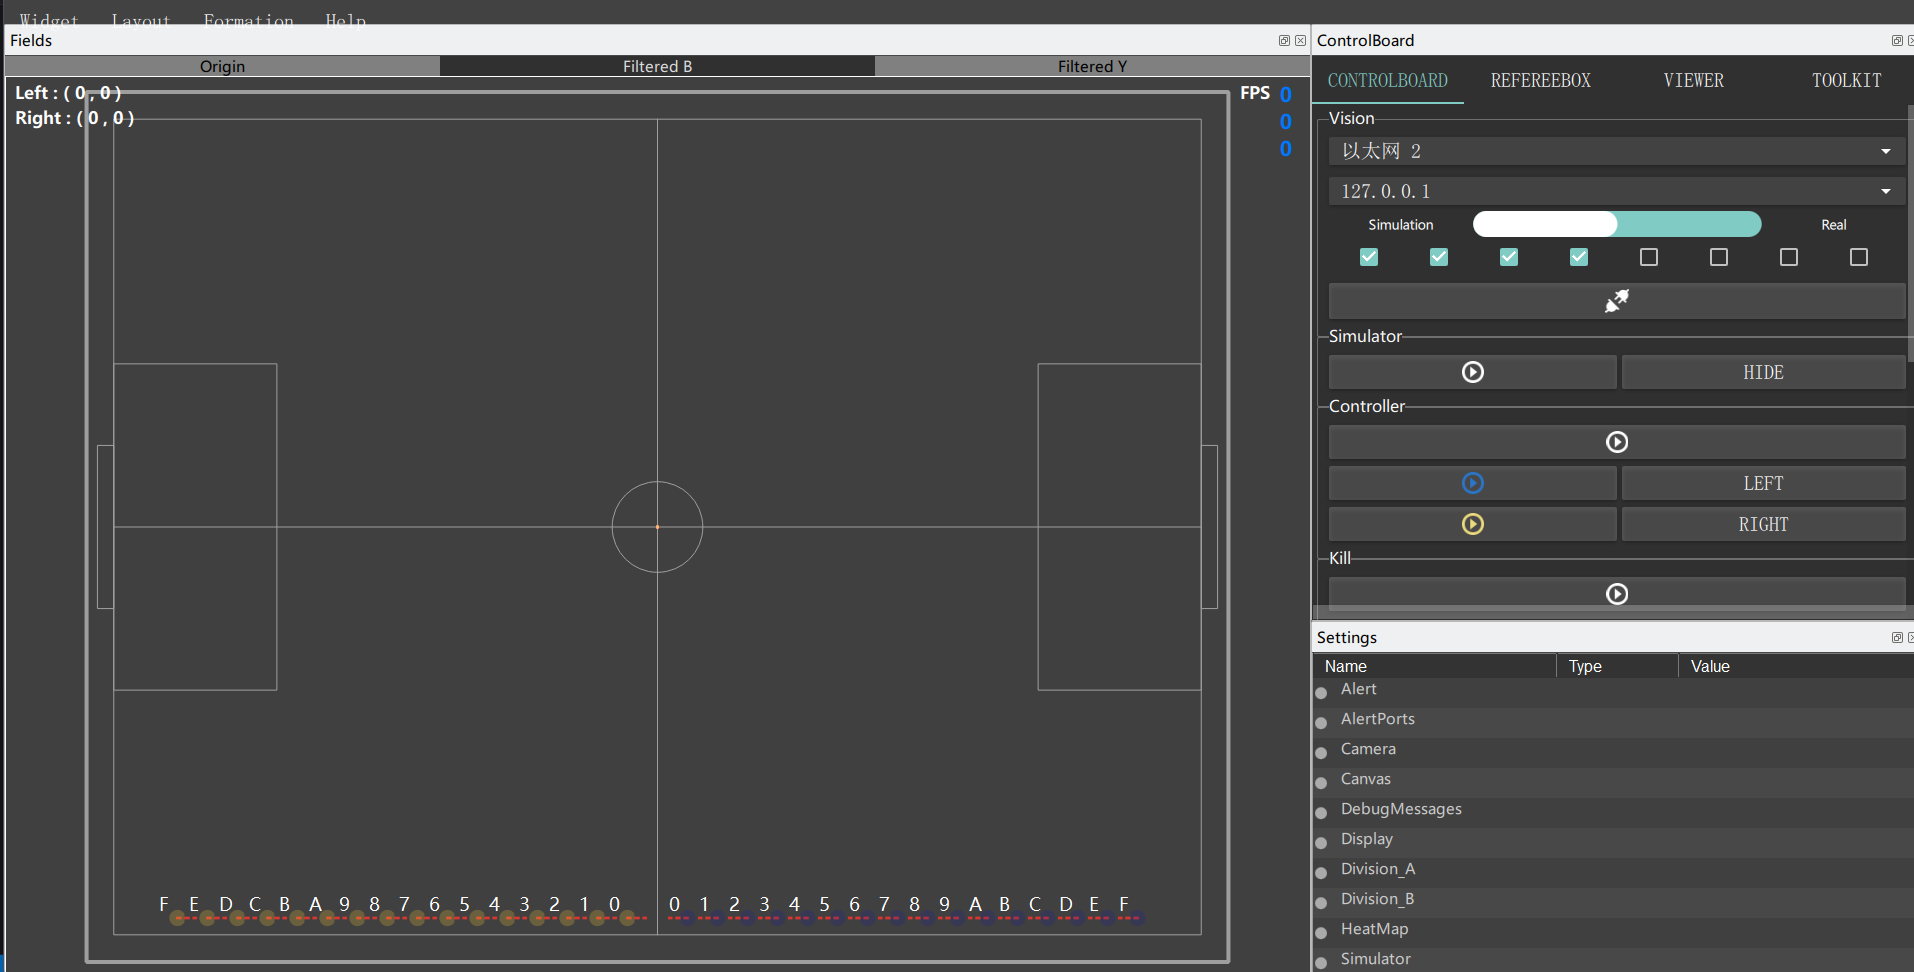 Widget Layout Formation Help
Fields
Origin Filtered B Filtered Y
Left : ( 0 , 0 )
Right : ( 0 , 0 )
FPS 0
0
0
F E D C B A 9 8 7 6 5 4 3 2 1 0 0 1 2 3 4 5 6 7 8 9 A B C D E F
ControlBoard
CONTROLBOARD REFEREEBOX VIEWER TOOLKIT
Vision
以太网 2
127.0.0.1
Simulation Real
Simulator
HIDE
Controller
LEFT
RIGHT
Kill
Settings
Name Type Value
Alert
AlertPorts
Camera
Canvas
DebugMessages
Display
Division_A
Division_B
HeatMap
Simulator